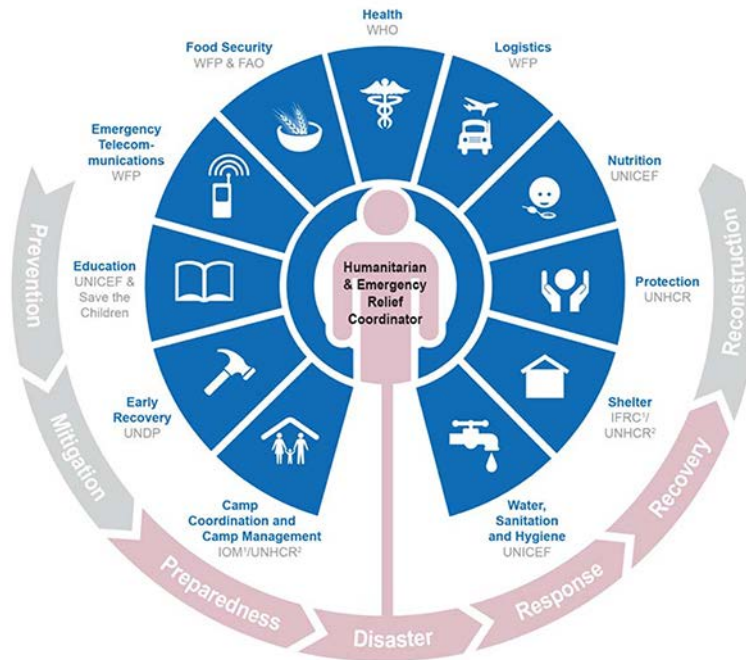 Health
WHO
Food Security
WFP & FAO
Logistics
WFP
Emergency
Telecom-
munications
WFP
Nutrition
UNICEF
Education
UNICEF &
Save the
Children
Humanitarian
& Emergency
Relief
Coordinator
Protection
UNHCR
Early
Recovery
UNDP
Shelter
IFRC¹/
UNHCR²
Camp
Coordination and
Camp Management
IOM¹/UNHCR²
Water,
Sanitation
and Hygiene
UNICEF
Prevention
Mitigation
Preparedness
Disaster
Response
Recovery
Reconstruction